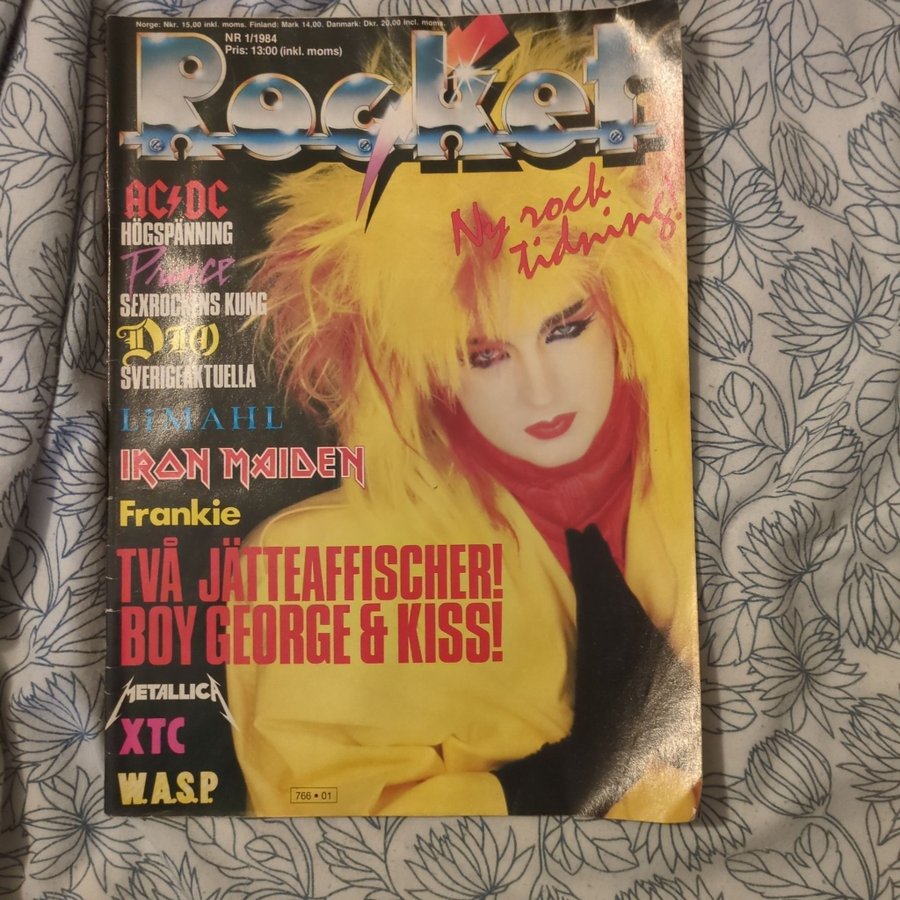 Norge: Nkr. 15,00 inkl. moms. Finland: Mark 14,00. Danmark: Dkr. 20,00 incl. moms.
NR 1/1984
Pris: 13:00 (inkl. moms)
Rocket
Ny rock
tidning!
AC/DC
HÖGSPÄNNING
Prince
SEXROCKENS KUNG
DIO
SVERIGEAKTUELLA
LiMAHL
IRON MAIDEN
Frankie
TVÅ JÄTTEAFFISCHER!
BOY GEORGE & KISS!
METALLICA
XTC
W.A.S.P.
766 • 01